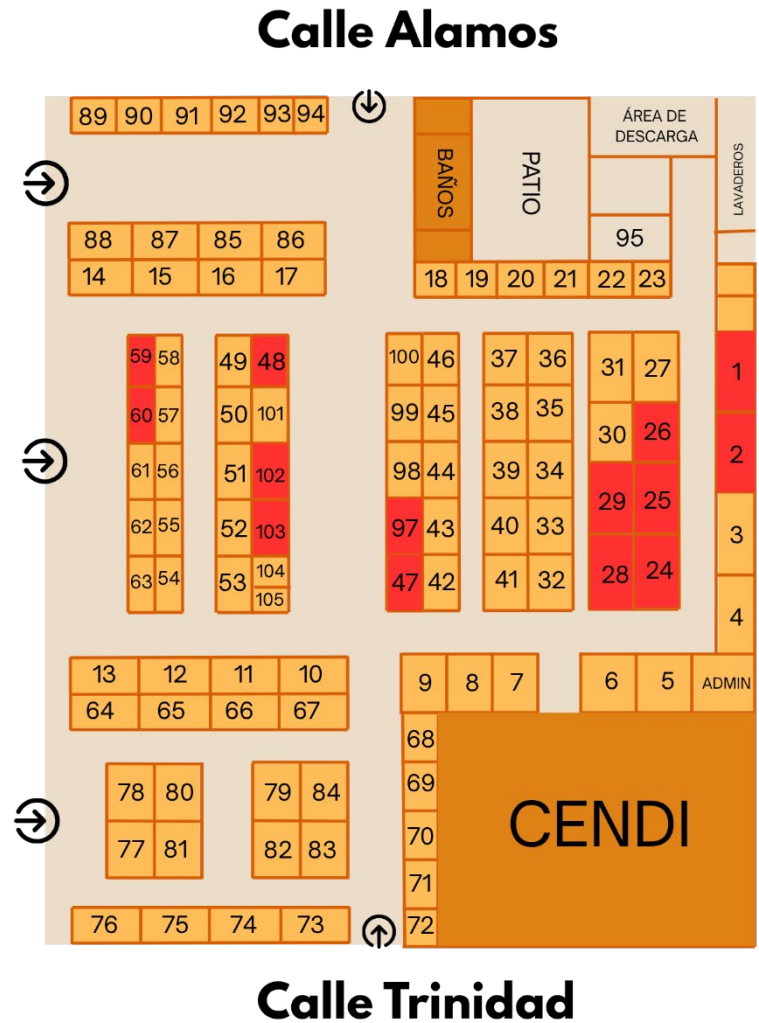 Calle Alamos
89 90 91 92 93 94
ÁREA DE
DESCARGA
LAVADEROS
BAÑOS
PATIO
88 87 85 86
95
14 15 16 17
18 19 20 21 22 23
59 58 49 48 100 46 37 36 31 27 1
60 57 50 101 99 45 38 35 30 26
61 56 51 102 98 44 39 34 29 25 2
62 55 52 103 97 43 40 33 3
63 54 53 104 47 42 41 32 28 24
105
4
13 12 11 10
9 8 7 6 5 ADMIN
64 65 66 67
68
78 80 79 84 69
CENDI
77 81 82 83 70
71
76 75 74 73 72
Calle Trinidad